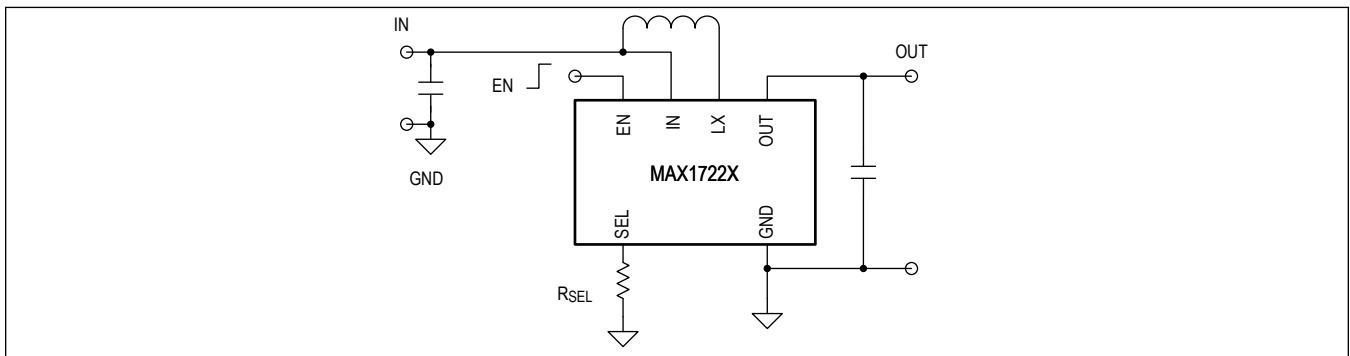 IN
OUT
EN
EN
IN
LX
OUT
MAX1722X
GND
SEL
GND
RSEL